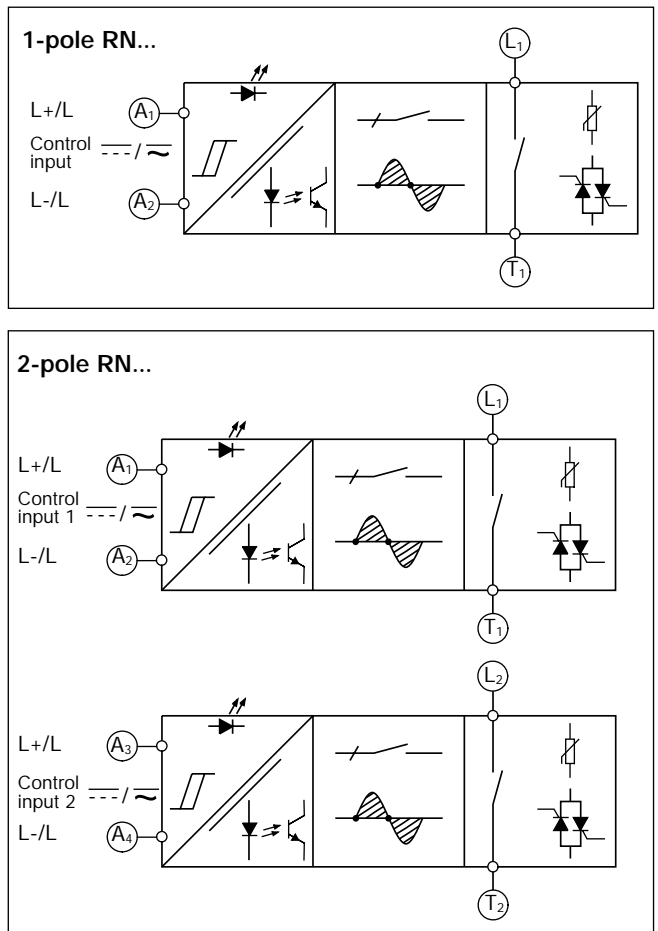 1-pole RN...
L1
L+/L A1
Control
input
L-/L A2
T1
2-pole RN...
L1
L+/L A1
Control
input 1
L-/L A2
T1
L2
L+/L A3
Control
input 2
L-/L A4
T2